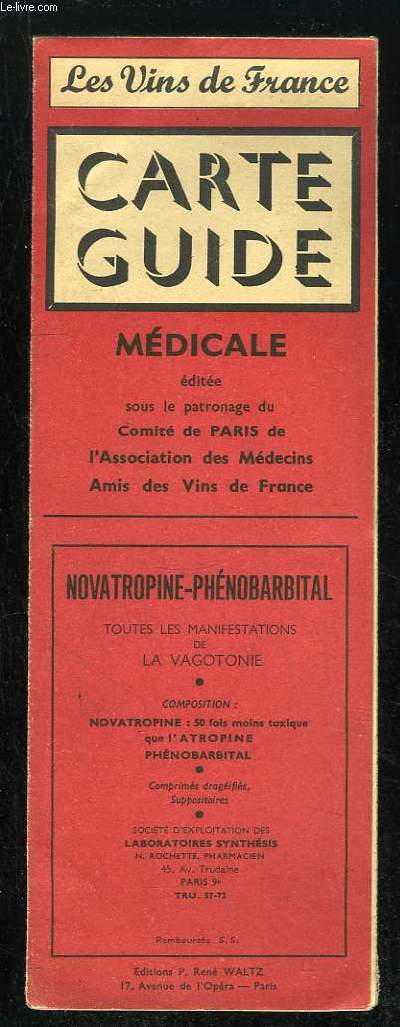 Le-livre.com
Les Vins de France
CARTE
GUIDE
MÉDICALE
éditée
sous le patronage du
Comité de PARIS de
l'Association des Médecins
Amis des Vins de France
NOVATROPINE-PHÉNOBARBITAL
TOUTES LES MANIFESTATIONS
DE
LA VAGOTONIE
COMPOSITION :
NOVATROPINE : 50 fois moins toxique
que l'ATROPINE
PHÉNOBARBITAL
Comprimés dragéifiés,
Suppositoires
SOCIÉTÉ D'EXPLOITATION DES
LABORATOIRES SYNTHÉSIS
N. ROCHETTE, PHARMACIEN
45, Av. Trudaine
PARIS 9e
TRU. 57-72
Remboursés S. S.
Editions P. René WALTZ
17, Avenue de l'Opéra — Paris